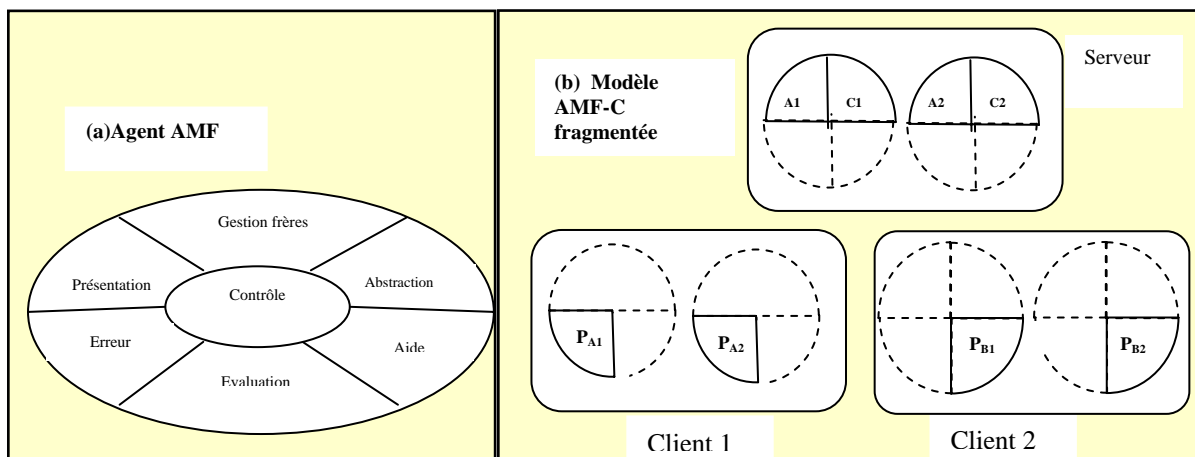 (a)Agent AMF
Gestion frères
Présentation
Contrôle
Abstraction
Erreur
Aide
Evaluation
(b) Modèle
AMF-C
fragmentée
Serveur
A1 C1 A2 C2
PA1 PA2
PB1 PB2
Client 1
Client 2